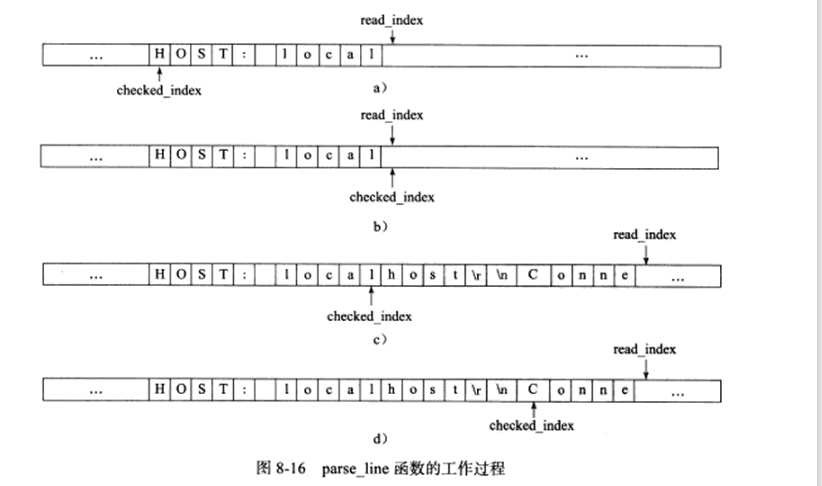 read_index
... H O S T : l o c a l ...
checked_index
a)
read_index
... H O S T : l o c a l ...
checked_index
b)
read_index
... H O S T : l o c a l h o s t \r \n C o n n e ...
checked_index
c)
read_index
... H O S T : l o c a l h o s t \r \n C o n n e ...
checked_index
d)
图 8-16 parse_line 函数的工作过程